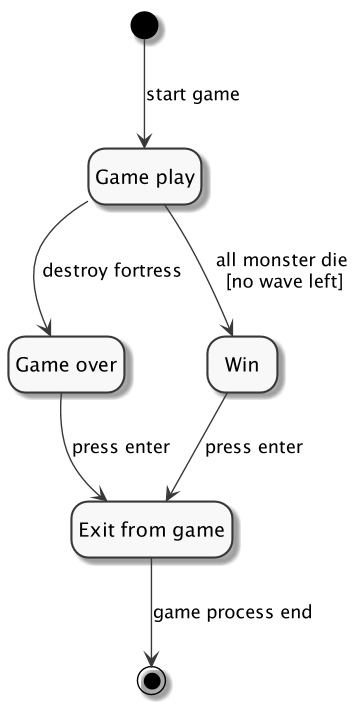 start game
Game play
destroy fortress
all monster die
[no wave left]
Game over
Win
press enter
press enter
Exit from game
game process end